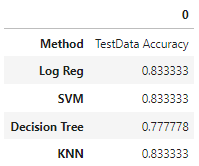 0
Method TestData Accuracy
Log Reg 0.833333
SVM 0.833333
Decision Tree 0.777778
KNN 0.833333